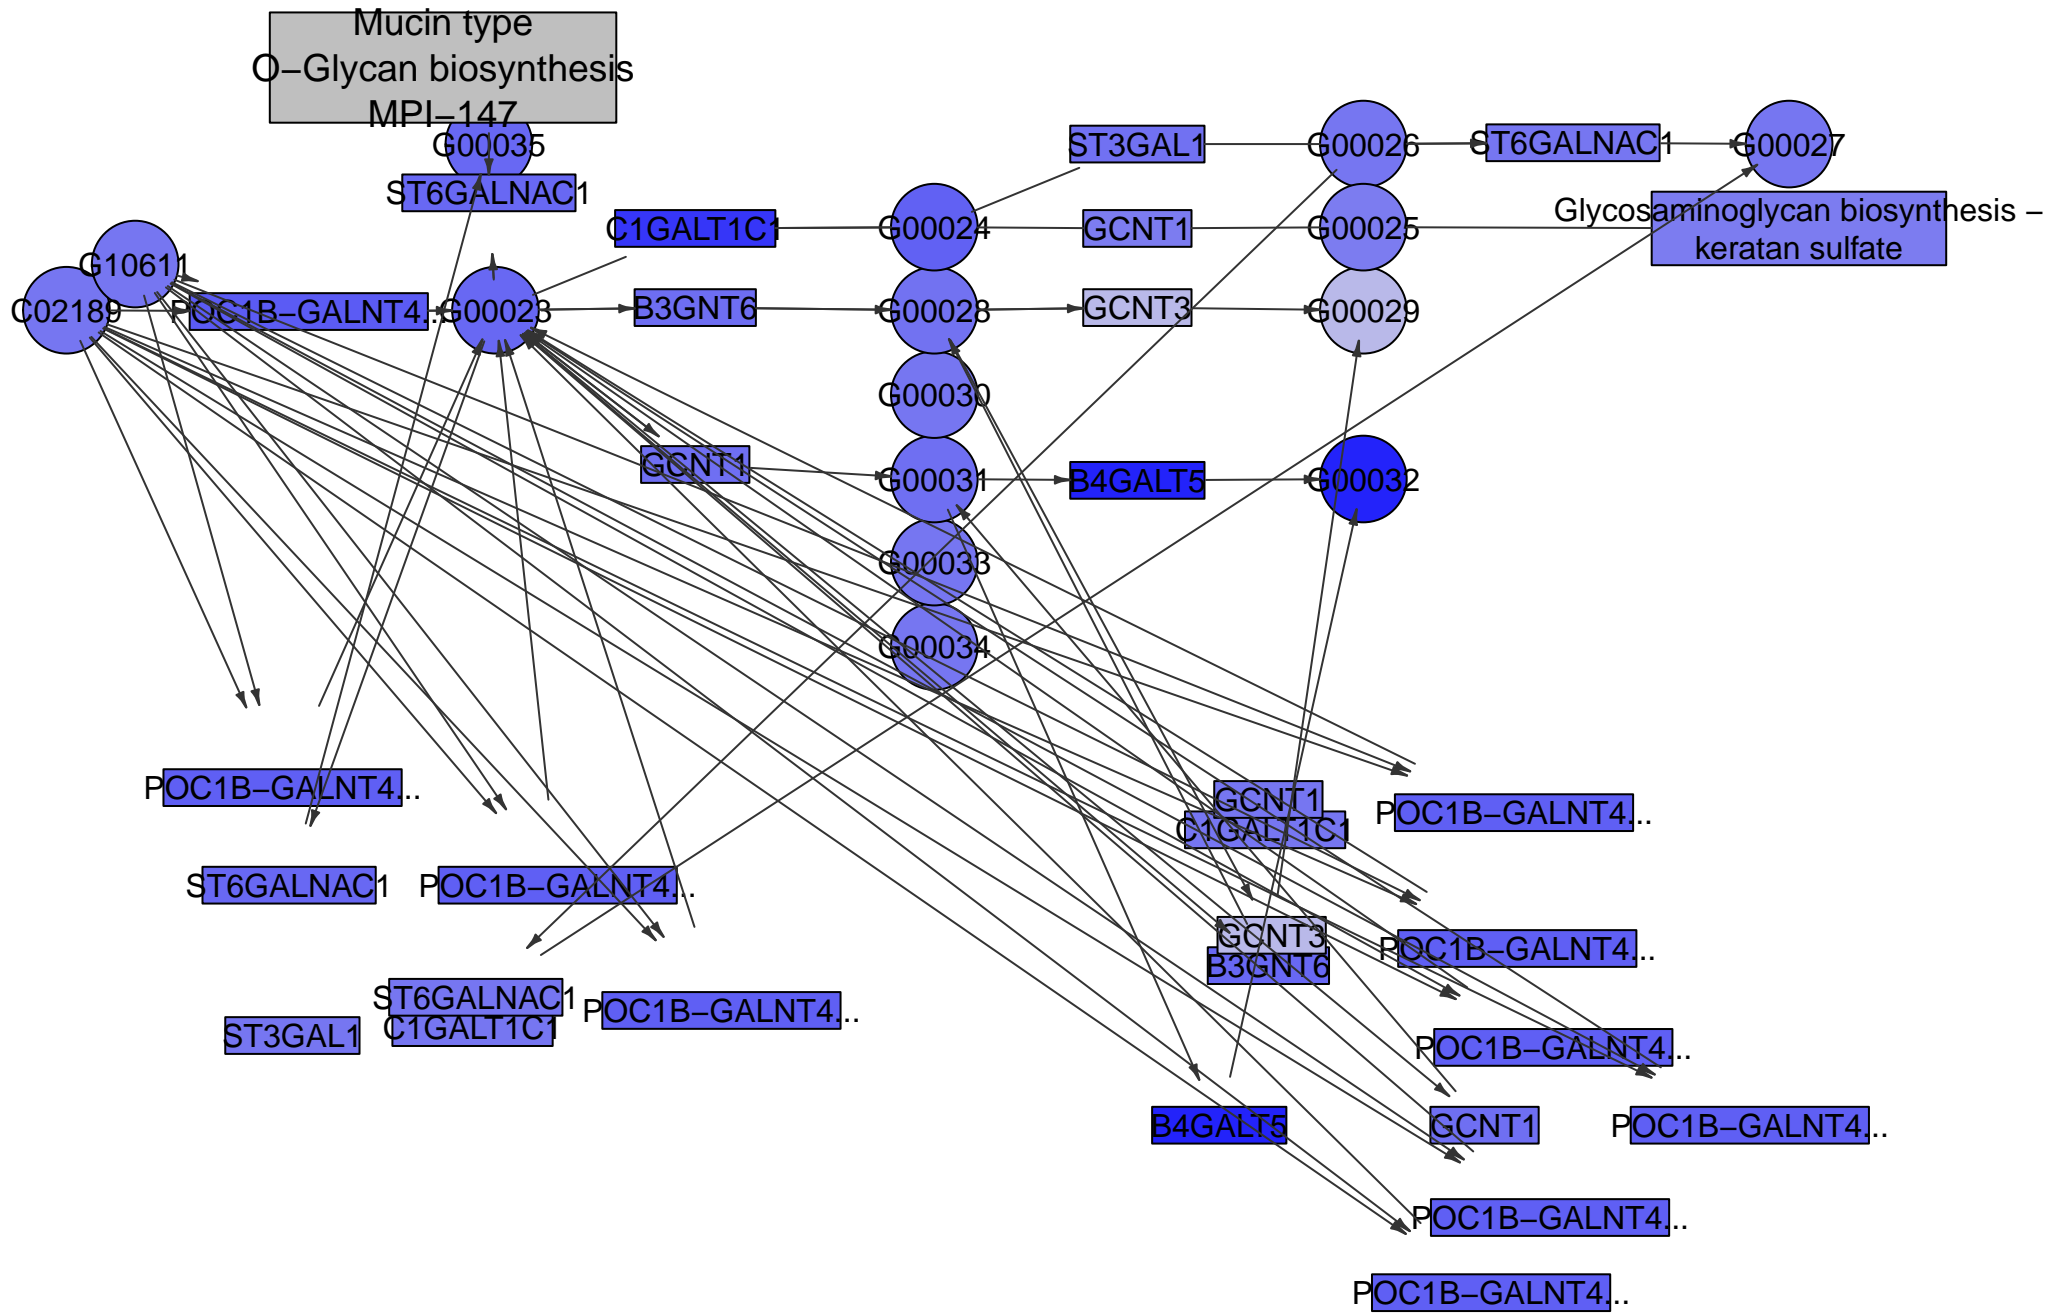 Mucin type
O–Glycan biosynthesis
MPI–147
G00035
ST6GALNAC1
ST3GAL1
G00026
ST6GALNAC1
G00027
C1GALT1C1
G00024
GCNT1
G00025
Glycosaminoglycan biosynthesis –
keratan sulfate
G10611
C02189
POC1B–GALNT4...
G00023
B3GNT6
G00028
GCNT3
G00029
G00030
GCNT1
G00031
B4GALT5
G00032
G00033
G00034
POC1B–GALNT4...
GCNT1
C1GALT1C1
POC1B–GALNT4...
ST6GALNAC1
POC1B–GALNT4...
GCNT3
B3GNT6
POC1B–GALNT4...
ST6GALNAC1
C1GALT1C1
ST3GAL1
POC1B–GALNT4...
POC1B–GALNT4...
B4GALT5
GCNT1
POC1B–GALNT4...
POC1B–GALNT4...
POC1B–GALNT4...